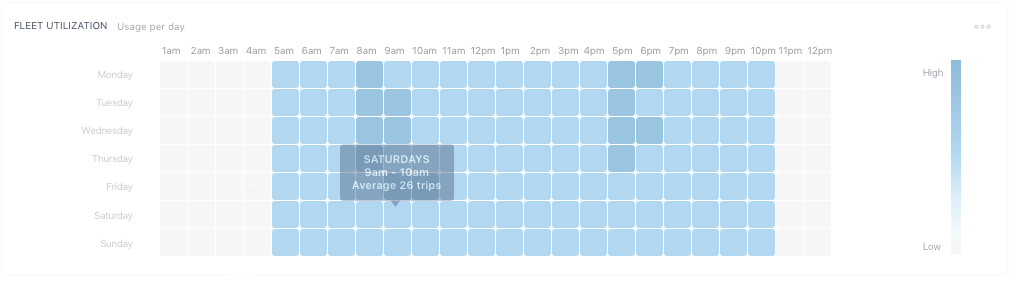 FLEET UTILIZATION Usage per day
1am 2am 3am 4am 5am 6am 7am 8am 9am 10am 11am 12pm 1pm 2pm 3pm 4pm 5pm 6pm 7pm 8pm 9pm 10pm 11pm 12pm
High
Monday
Tuesday
Wednesday
Thursday
Friday
Saturday
Sunday
SATURDAYS
9am - 10am
Average 26 trips
Low